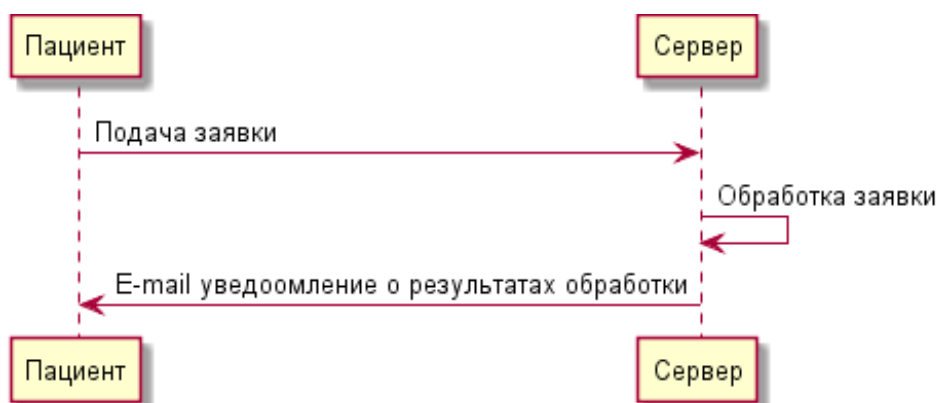 Пациент
Сервер
Подача заявки
Обработка заявки
E-mail уведоомление о результатах обработки
Пациент
Сервер